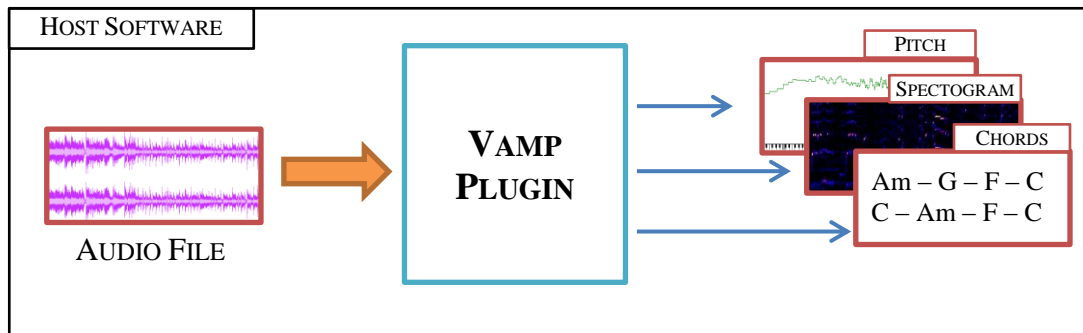 HOST SOFTWARE
AUDIO FILE
VAMP
PLUGIN
PITCH
SPECTOGRAM
CHORDS
Am – G – F – C
C – Am – F – C